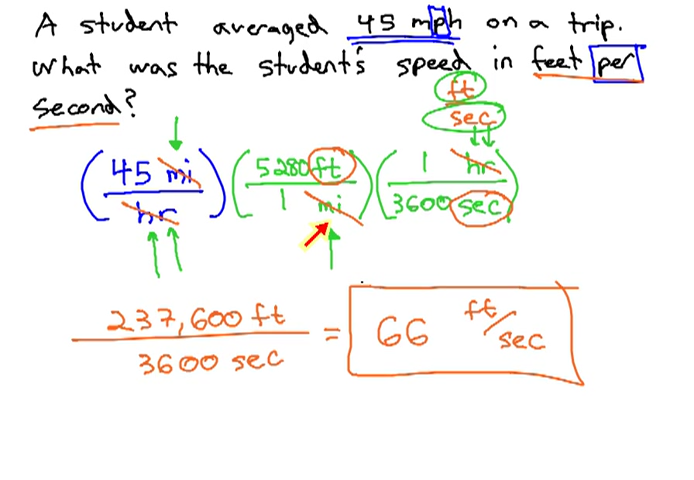 A student averaged 45 mph on a trip.
What was the student's speed in feet per
second?
ft
sec
(45 mi / hr) (5280 ft / 1 mi) (1 hr / 3600 sec)
237,600 ft / 3600 sec = 66 ft/sec